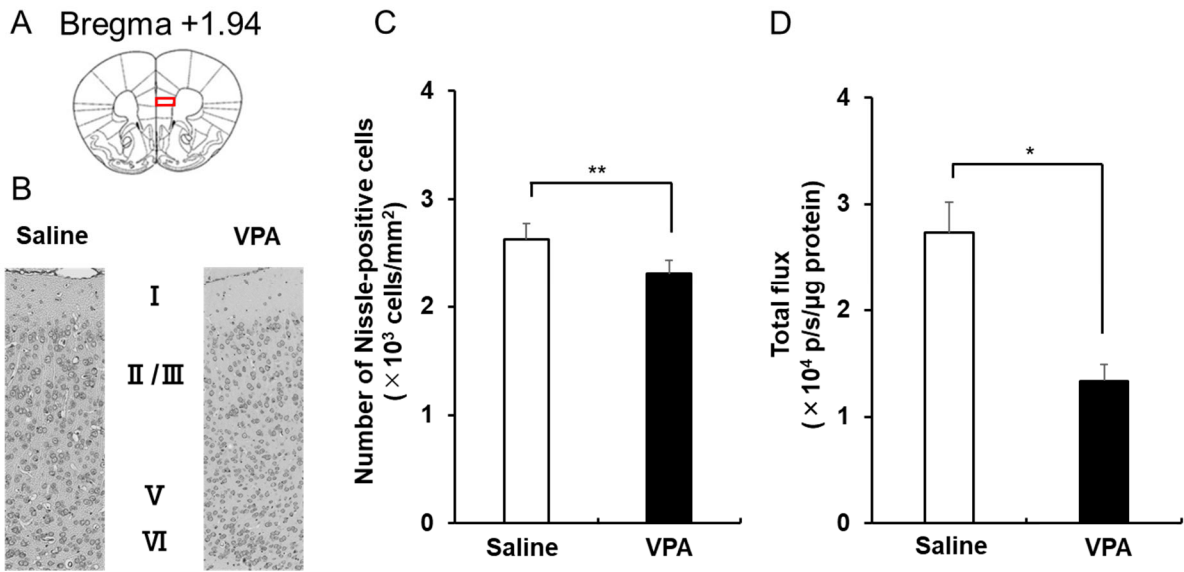 A Bregma +1.94
B
Saline VPA
I
Ⅱ/Ⅲ
Ⅴ
Ⅵ
C
Number of Nissle-positive cells
(×10³ cells/mm²)
4
3
2
1
0
**
Saline VPA
D
Total flux
(×10⁴ p/s/μg protein)
4
3
2
1
0
*
Saline VPA